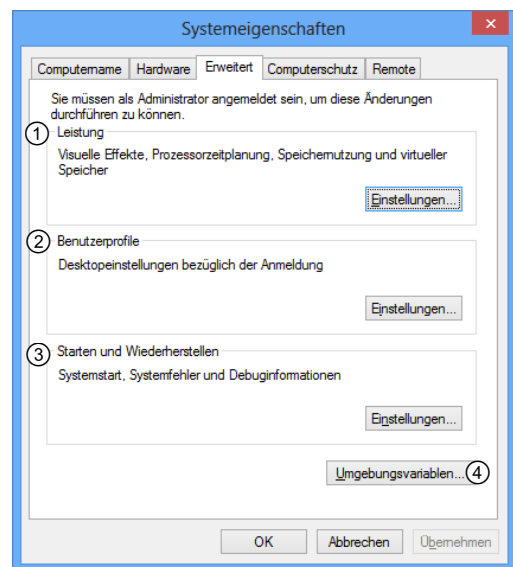 Systemeigenschaften
Computername Hardware Erweitert Computerschutz Remote
Sie müssen als Administrator angemeldet sein, um diese Änderungen
durchführen zu können.
1 Leistung
Visuelle Effekte, Prozessorzeitplanung, Speichernutzung und virtueller
Speicher
Einstellungen...
2 Benutzerprofile
Desktopeinstellungen bezüglich der Anmeldung
Einstellungen...
3 Starten und Wiederherstellen
Systemstart, Systemfehler und Debuginformationen
Einstellungen...
Umgebungsvariablen... 4
OK Abbrechen Übernehmen